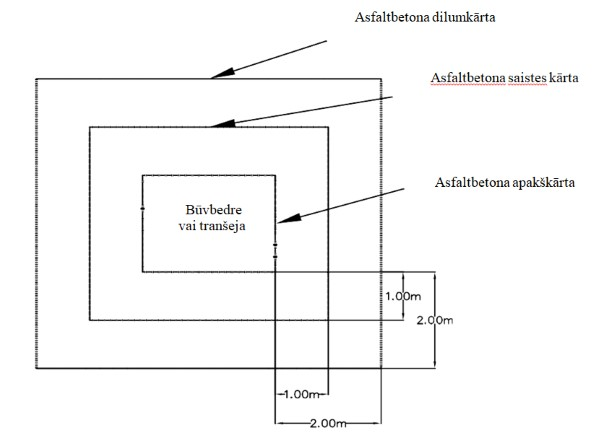 Asfaltbetona dilumkārta
Asfaltbetona saistes kārta
Asfaltbetona apakškārta
Būvbedre
vai tranšeja
1.00m
2.00m
1.00m
2.00m